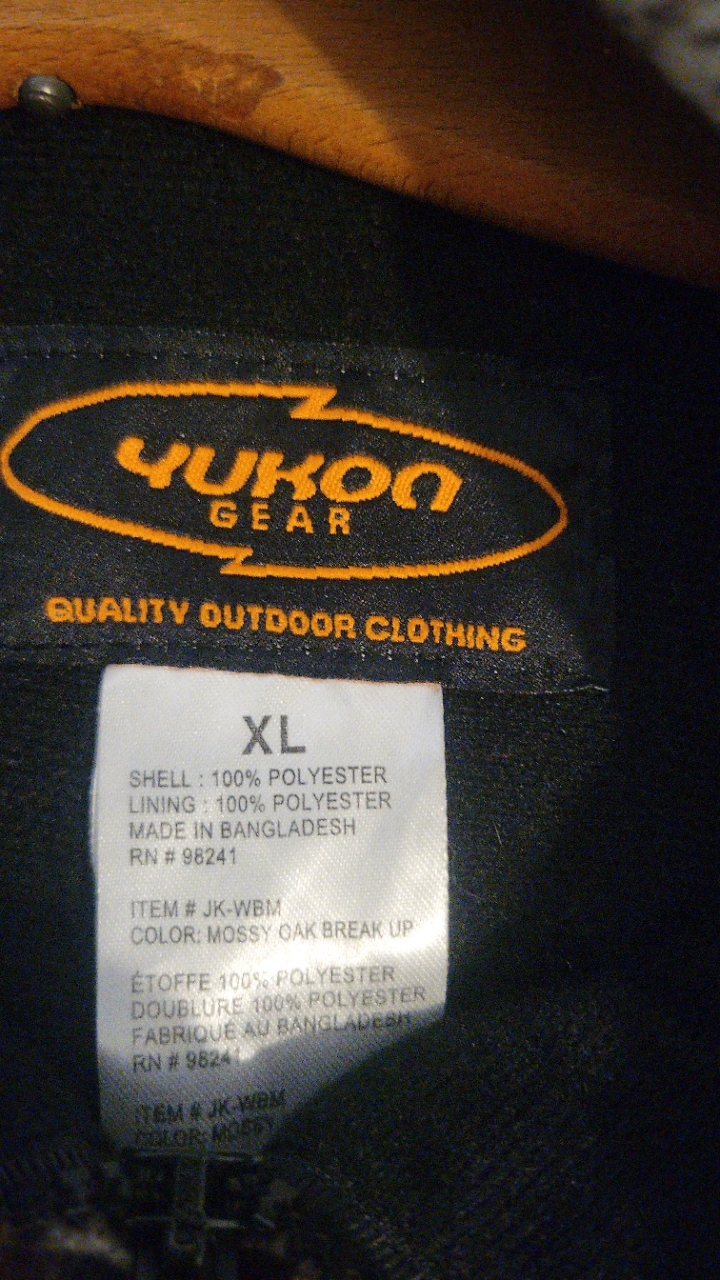 YUKON
GEAR
QUALITY OUTDOOR CLOTHING
XL
SHELL : 100% POLYESTER
LINING : 100% POLYESTER
MADE IN BANGLADESH
RN # 98241
ITEM # JK-WBM
COLOR: MOSSY OAK BREAK UP
ÉTOFFE 100% POLYESTER
DOUBLURE 100% POLYESTER
FABRIQUÉ AU BANGLADESH
RN # 98241
ITEM # JK-WBM
COLOR: MOSSY